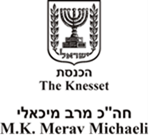 הכנסת
The Knesset
חה"כ מרב מיכאלי
M.K. Merav Michaeli